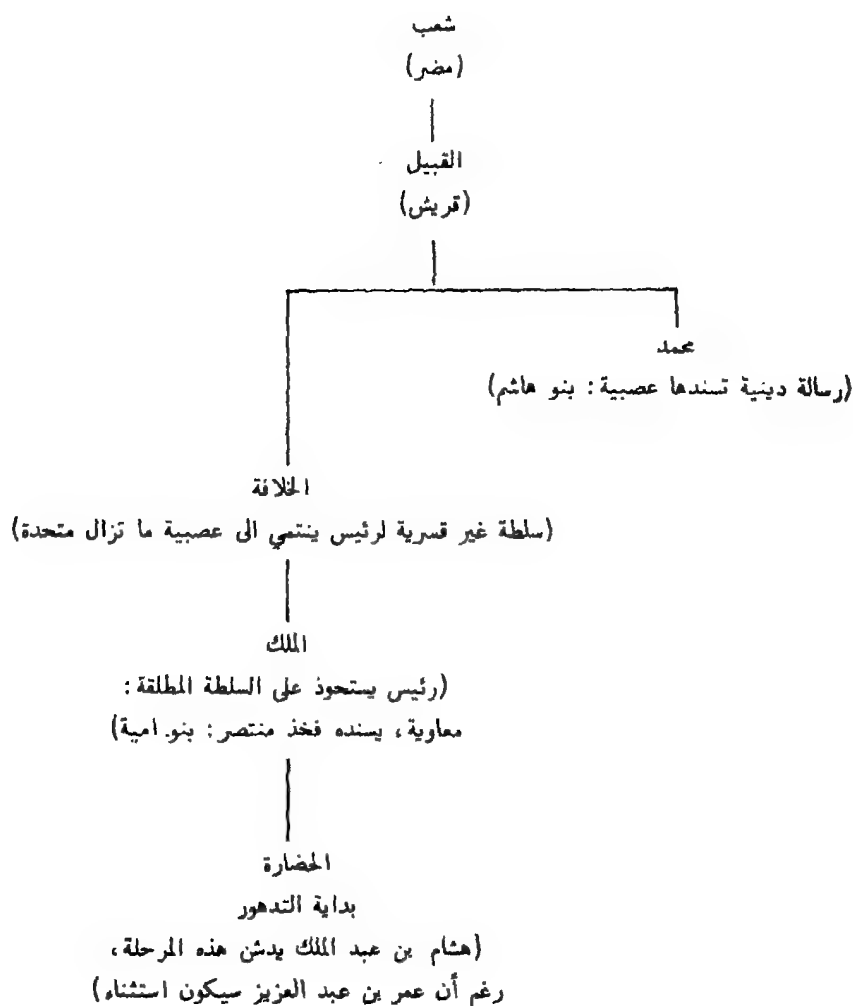 شعب
(مضر)
القبيل
(قريش)
محمد
(رسالة دينية تسندها عصبية : بنو هاشم)
الخلافة
(سلطة غير قسرية لرئيس ينتمي الى عصبية ما تزال متحدة)
الملك
(رئيس يستحوذ على السلطة المطلقة :
معاوية ، يسنده فخذ منتصر : بنو امية)
الحضارة
بداية التدهور
(هشام بن عبد الملك يدشن هذه المرحلة ،
رغم أن عمر بن عبد العزيز سيكون استثناء)